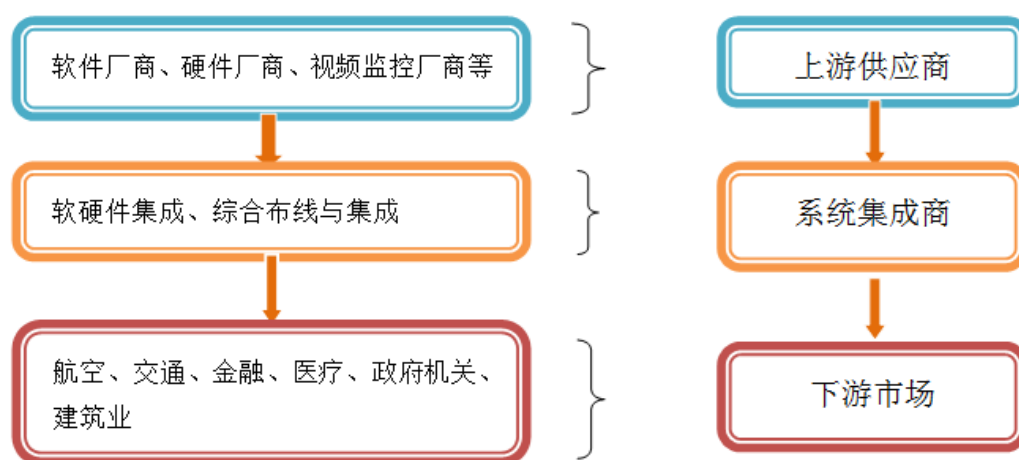 软件厂商、硬件厂商、视频监控厂商等
上游供应商
软硬件集成、综合布线与集成
系统集成商
航空、交通、金融、医疗、政府机关、
建筑业
下游市场